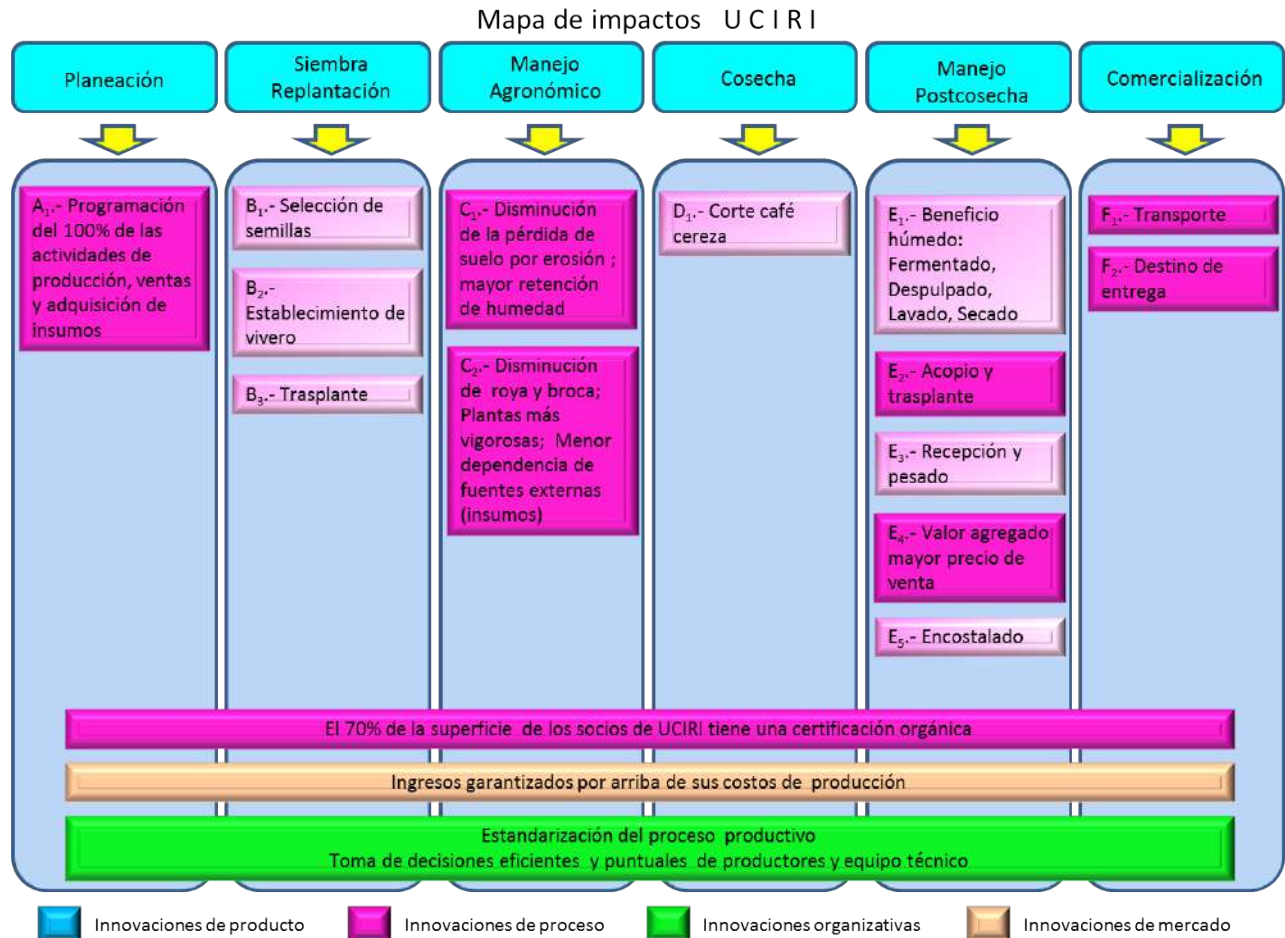 Mapa de impactos U C I R I
Planeación
Siembra
Replantación
Manejo
Agronómico
Cosecha
Manejo
Postcosecha
Comercialización
A1.- Programación
del 100% de las
actividades de
producción, ventas
y adquisición de
insumos
B1.- Selección de
semillas
B2.-
Establecimiento de
vivero
B3.- Trasplante
C1.- Disminución
de la pérdida de
suelo por erosión ;
mayor retención
de humedad
C2.- Disminución
de roya y broca;
Plantas más
vigorosas; Menor
dependencia de
fuentes externas
(insumos)
D1.- Corte café
cereza
E1.- Beneficio
húmedo:
Fermentado,
Despulpado,
Lavado, Secado
E2.- Acopio y
trasplante
E3.- Recepción y
pesado
E4.- Valor agregado
mayor precio de
venta
E5.- Encostalado
F1.- Transporte
F2.- Destino de
entrega
El 70% de la superficie de los socios de UCIRI tiene una certificación orgánica
Ingresos garantizados por arriba de sus costos de producción
Estandarización del proceso productivo
Toma de decisiones eficientes y puntuales de productores y equipo técnico
Innovaciones de producto
Innovaciones de proceso
Innovaciones organizativas
Innovaciones de mercado